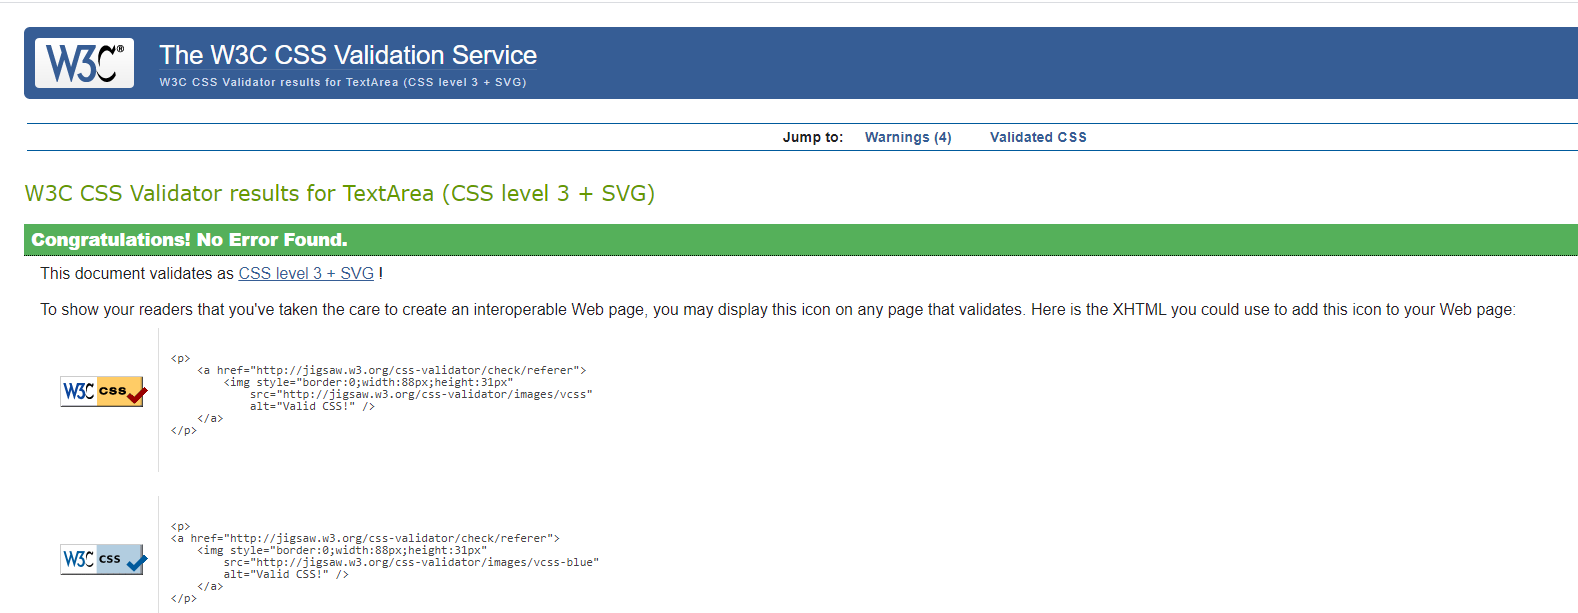 W3C®
The W3C CSS Validation Service
W3C CSS Validator results for TextArea (CSS level 3 + SVG)
Jump to: Warnings (4) Validated CSS
W3C CSS Validator results for TextArea (CSS level 3 + SVG)
Congratulations! No Error Found.
This document validates as CSS level 3 + SVG !
To show your readers that you've taken the care to create an interoperable Web page, you may display this icon on any page that validates. Here is the XHTML you could use to add this icon to your Web page:
W3C css
<p>
<a href="http://jigsaw.w3.org/css-validator/check/referer">
<img style="border:0;width:88px;height:31px"
src="http://jigsaw.w3.org/css-validator/images/vcss"
alt="Valid CSS!" />
</a>
</p>
W3C css
<p>
<a href="http://jigsaw.w3.org/css-validator/check/referer">
<img style="border:0;width:88px;height:31px"
src="http://jigsaw.w3.org/css-validator/images/vcss-blue"
alt="Valid CSS!" />
</a>
</p>